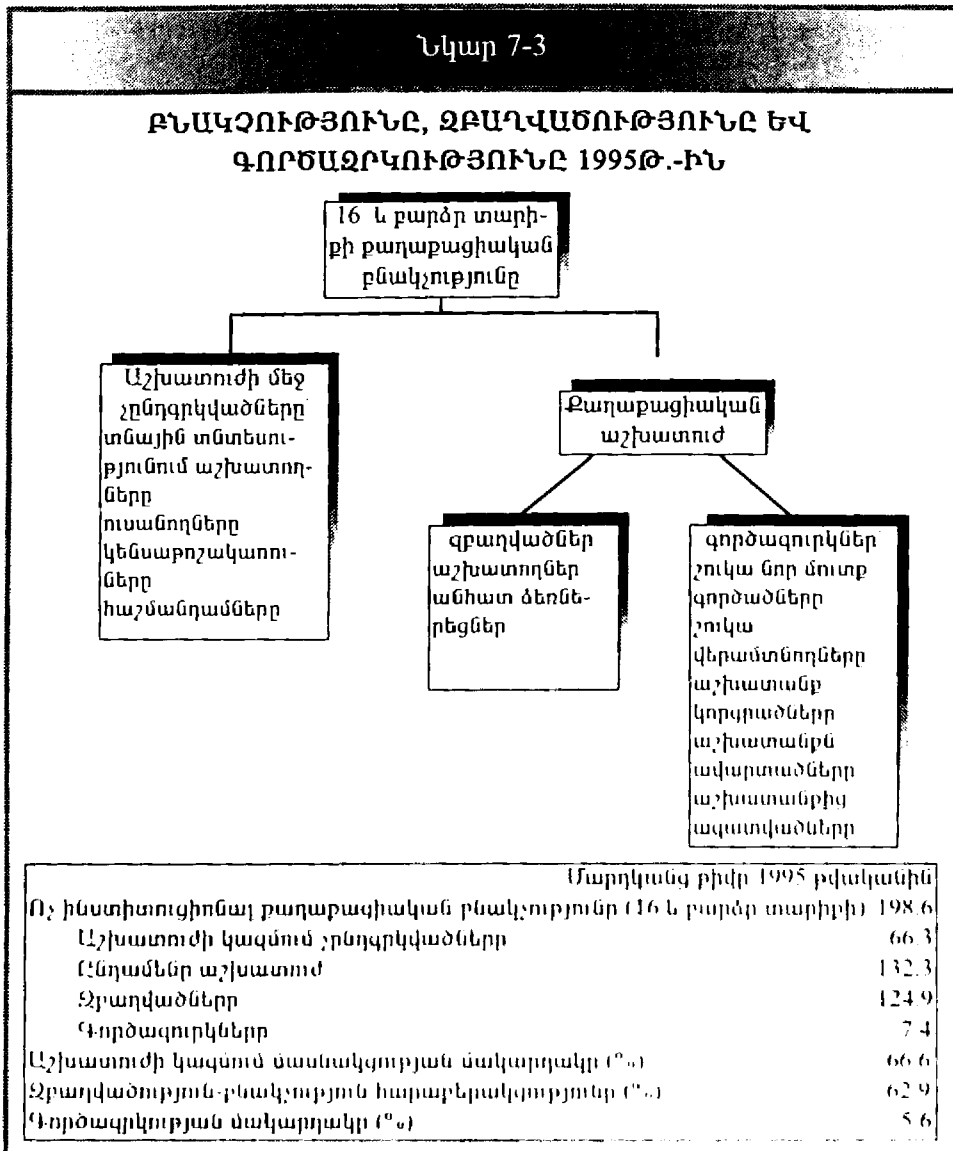 Նկար 7-3
ԲՆԱԿՉՈՒԹՅՈՒՆԸ, ԶԲԱՂՎԱԾՈՒԹՅՈՒՆԸ ԵՎ
ԳՈՐԾԱԶՐԿՈՒԹՅՈՒՆԸ 1995Թ.-ԻՆ
16 և բարձր տարի-
քի քաղաքացիական
բնակչությունը
Աշխատուժի մեջ
չընդգրկվածները
տնային տնտեսու-
թյունում աշխատող-
ները
ուսանողները
կենսաթոշակառու-
ները
հաշմանդամները
Քաղաքացիական
աշխատուժ
զբաղվածներ
աշխատողներ
անհատ ձեռնե-
րեցներ
գործազուրկներ
շուկա նոր մուտք
գործածները
շուկա
վերամտնողները
աշխատանք
կորցրածները
աշխատանքն
ավարտածները
աշխատանքից
ազատվածները
Մարդկանց թիվը 1995 թվականին
Ոչ ինստիտուցիոնալ քաղաքացիական բնակչությունը (16 և բարձր տարիքի) 198.6
Աշխատուժի կազմում չընդգրկվածները 66.3
Ընդամենը աշխատուժ 132.3
Զբաղվածները 124.9
Գործազուրկները 7.4
Աշխատուժի կազմում մասնակցության մակարդակը (%) 66.6
Զբաղվածություն-բնակչություն հարաբերակցությունը (%) 62.9
Գործազրկության մակարդակը (%) 5.6